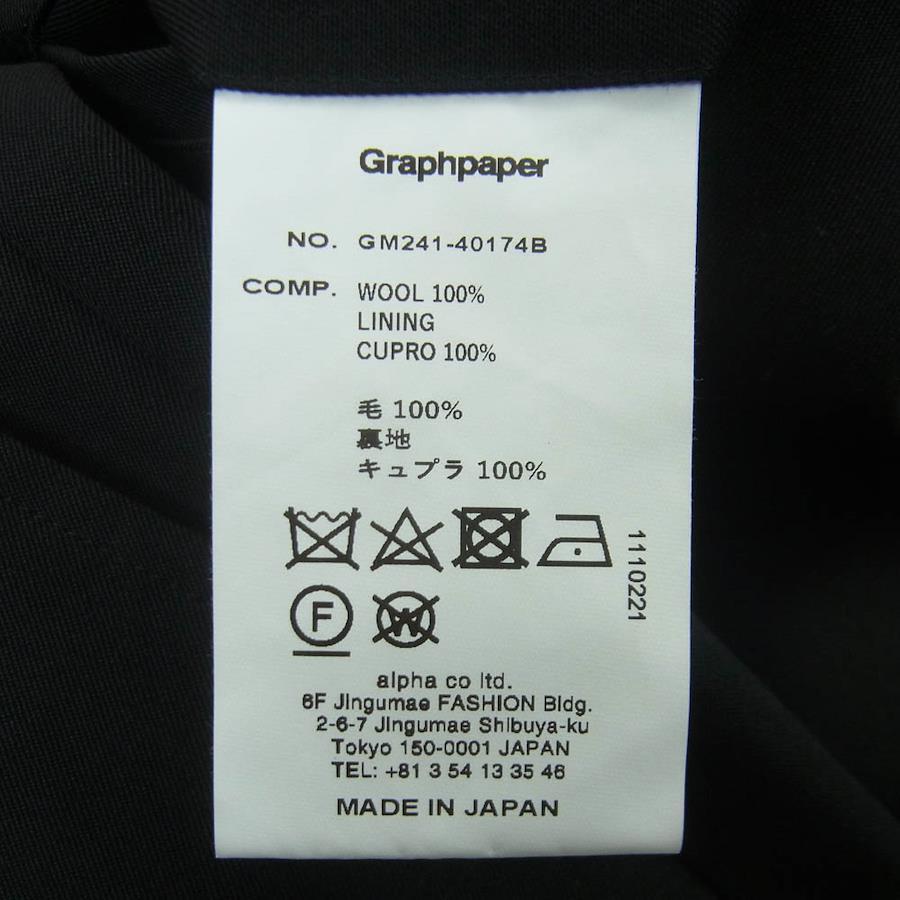 Graphpaper
NO. GM241-40174B
COMP. WOOL 100%
LINING
CUPRO 100%
毛 100%
裏地
キュプラ 100%
1110221
F
W
alpha co ltd.
6F Jingumae FASHION Bldg.
2-6-7 Jingumae Shibuya-ku
Tokyo 150-0001 JAPAN
TEL: +81 3 54 13 35 46
MADE IN JAPAN